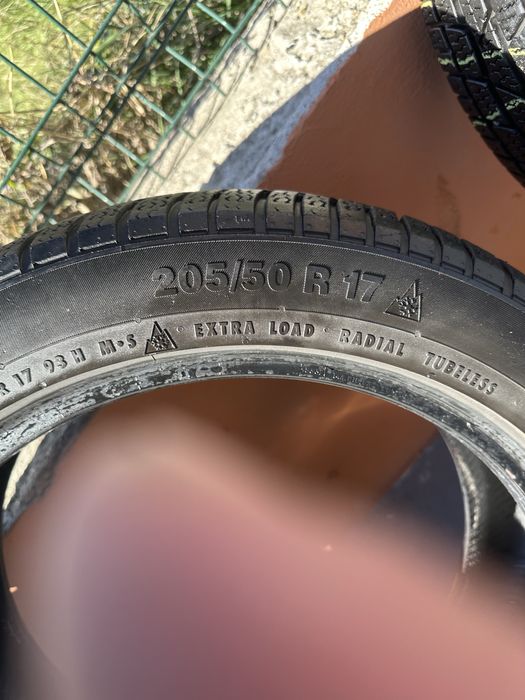 205/50 R 17
R 17 93 H M·S · EXTRA LOAD · RADIAL TUBELESS